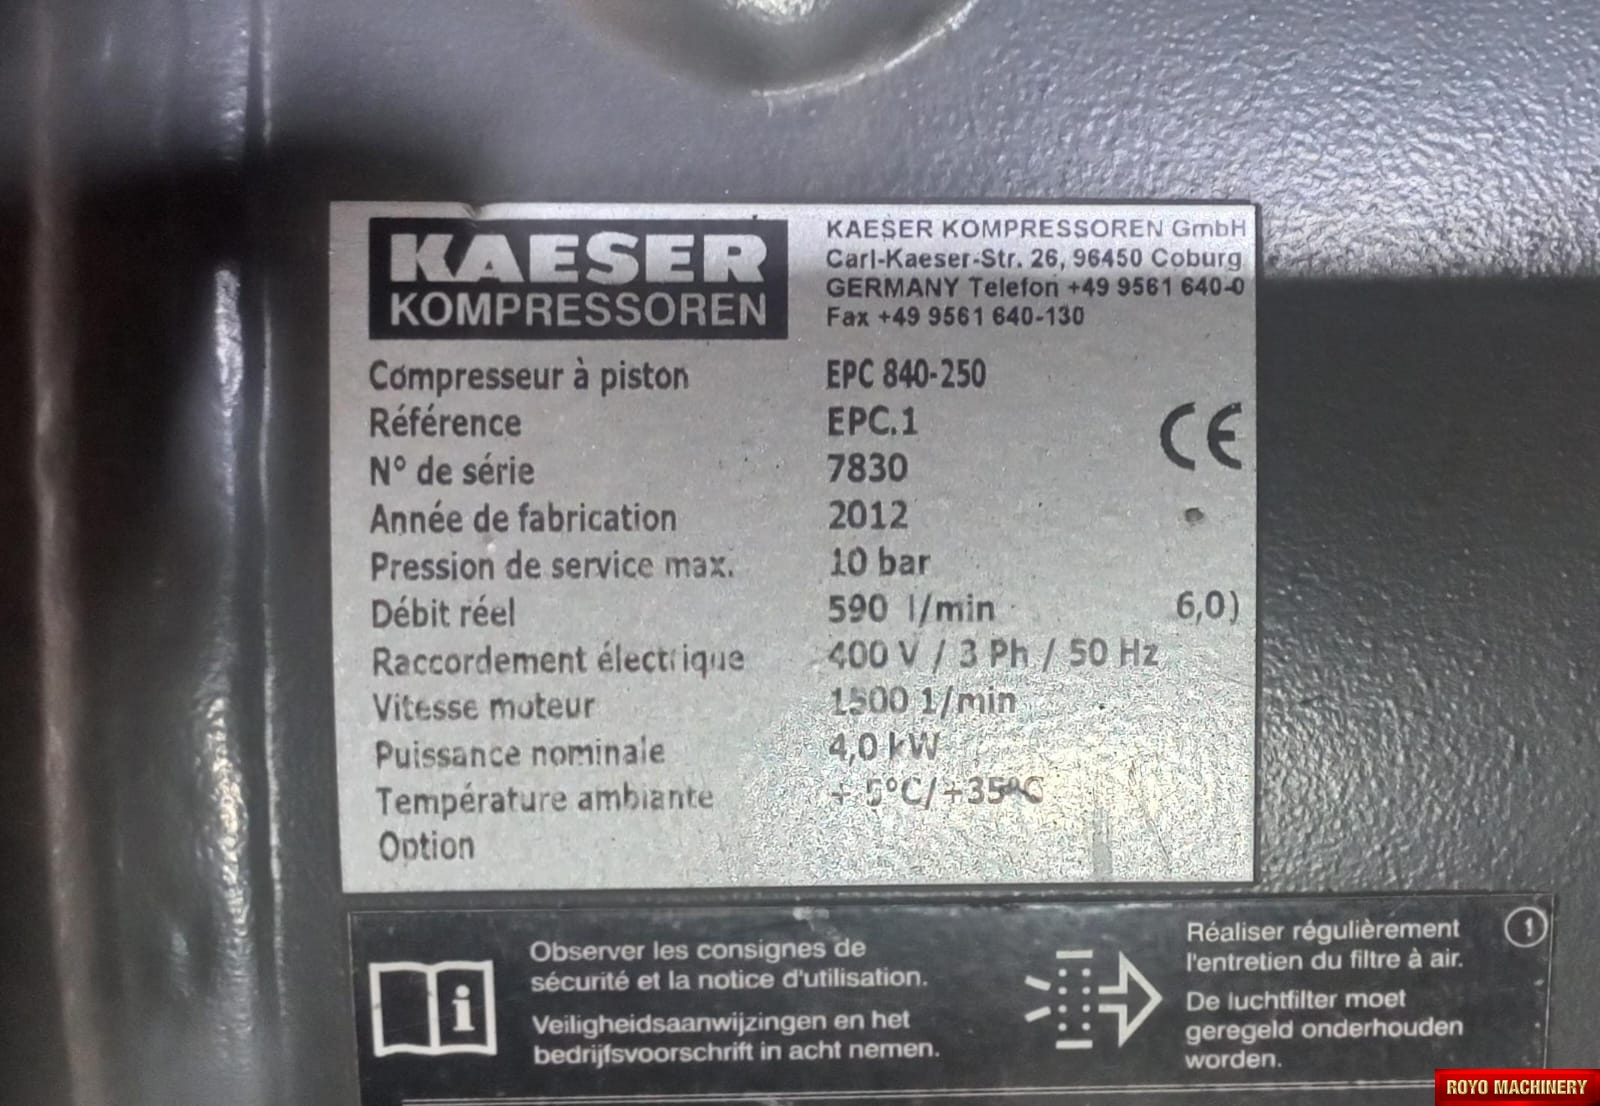 KAESER
KOMPRESSOREN
KAESER KOMPRESSOREN GmbH
Carl-Kaeser-Str. 26, 96450 Coburg
GERMANY Telefon +49 9561 640-0
Fax +49 9561 640-130
Compresseur à piston EPC 840-250
Référence EPC.1
N° de série 7830
Année de fabrication 2012
Pression de service max. 10 bar
Débit réel 590 l/min 6,0)
Raccordement électrique 400 V / 3 Ph / 50 Hz
Vitesse moteur 1500 1/min
Puissance nominale 4,0 kW
Température ambiante + 5°C/+35°C
Option
CE
Observer les consignes de
sécurité et la notice d'utilisation.
Veiligheidsaanwijzingen en het
bedrijfsvoorschrift in acht nemen.
Réaliser régulièrement
l'entretien du filtre à air.
De luchtfilter moet
geregeld onderhouden
worden.
1
i
ROYO MACHINERY